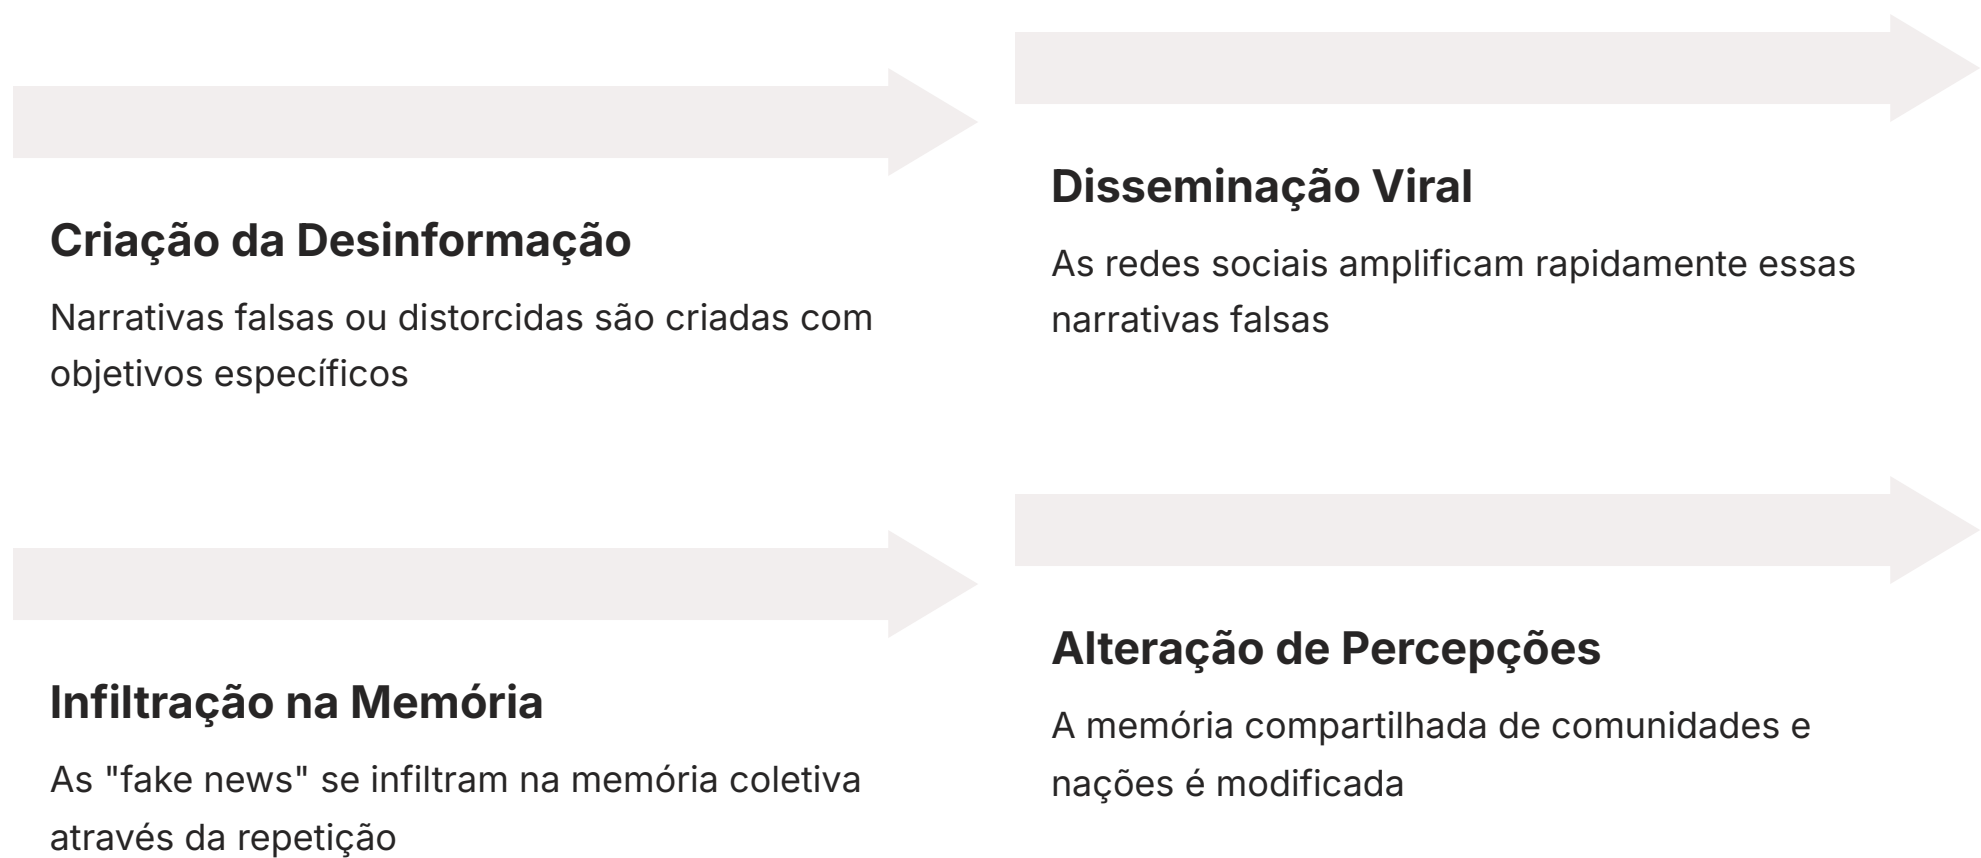 Criação da Desinformação
Narrativas falsas ou distorcidas são criadas com
objetivos específicos
Disseminação Viral
As redes sociais amplificam rapidamente essas
narrativas falsas
Infiltração na Memória
As "fake news" se infiltram na memória coletiva
através da repetição
Alteração de Percepções
A memória compartilhada de comunidades e
nações é modificada